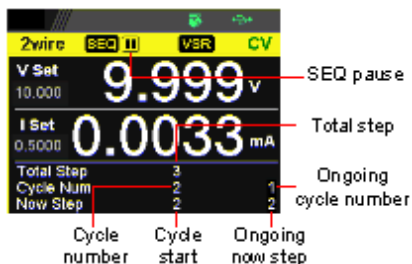 2wire SEQ VSR CV
V Set
10.000
9.999 V
SEQ pause
I Set
0.5000
0.0033 mA
Total step
Total Step 3
Cycle Num 2 1
Now Step 2 2
Ongoing
cycle number
Cycle
number
Cycle
start
Ongoing
now step